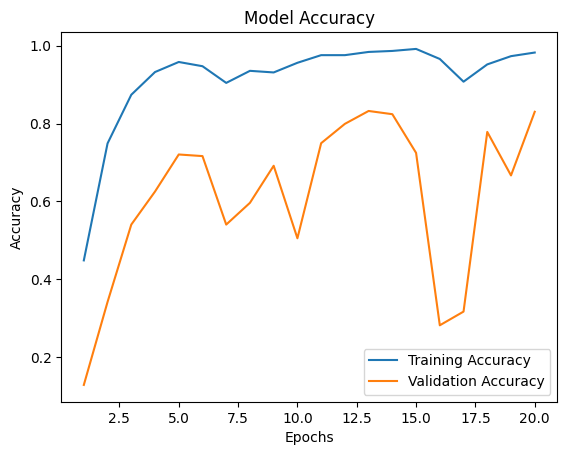 Model Accuracy
1.0
0.8
0.6
0.4
0.2
Accuracy
2.5 5.0 7.5 10.0 12.5 15.0 17.5 20.0
Epochs
Training Accuracy
Validation Accuracy